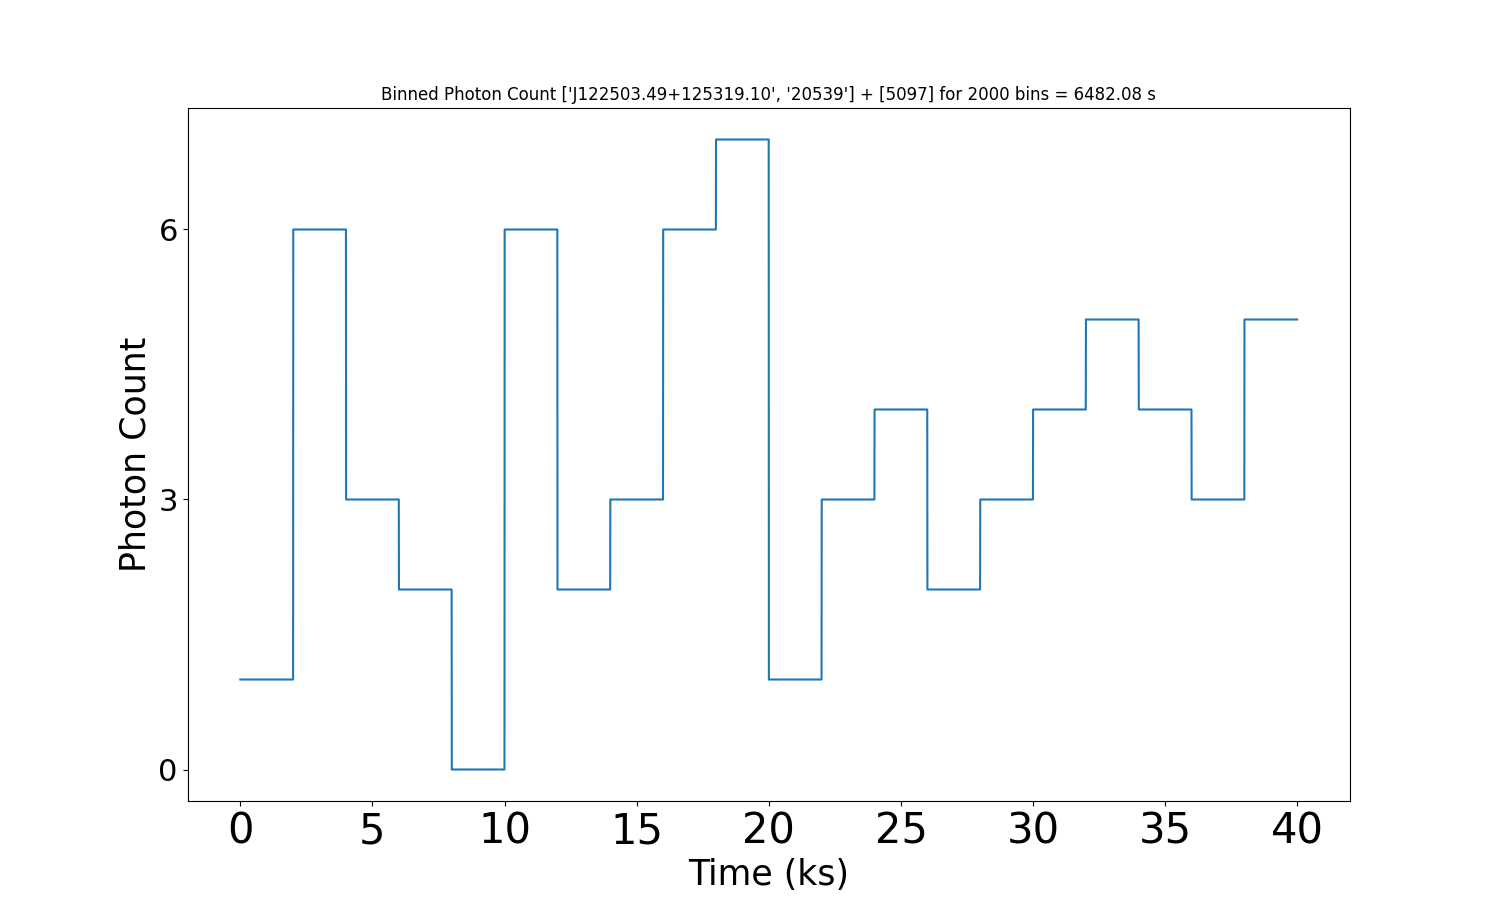 Binned Photon Count ['J122503.49+125319.10', '20539'] + [5097] for 2000 bins = 6482.08 s
6
3
0
Photon Count
0 5 10 15 20 25 30 35 40
Time (ks)